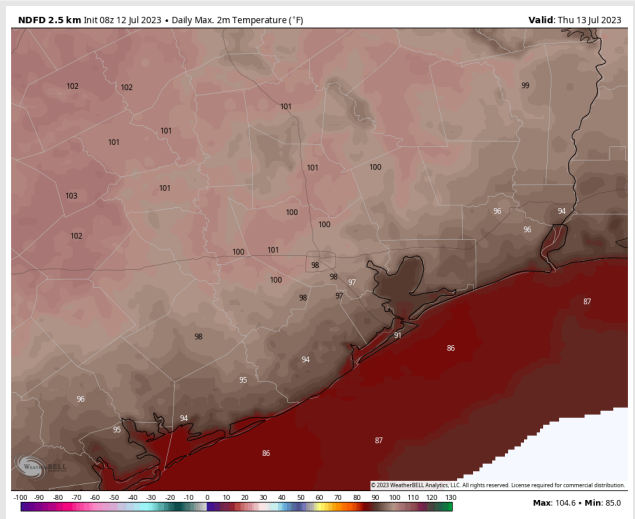 NDFD 2.5 km Init 08z 12 Jul 2023 • Daily Max. 2m Temperature (°F) Valid: Thu 13 Jul 2023
102 102 99
101
101 101
101 100
103 101
100 96 94
102 100 96
100 101
98
100 98 97
98 97 87
98 91
86
94
95
96
94
95
87
86
WeatherBELL
© 2023 WeatherBELL Analytics, LLC. All rights reserved. License required for commercial distribution.
-100 -90 -80 -70 -60 -50 -40 -30 -20 -10 0 10 20 30 40 50 60 70 80 90 100 110 120 130
Max: 104.6 • Min: 85.0